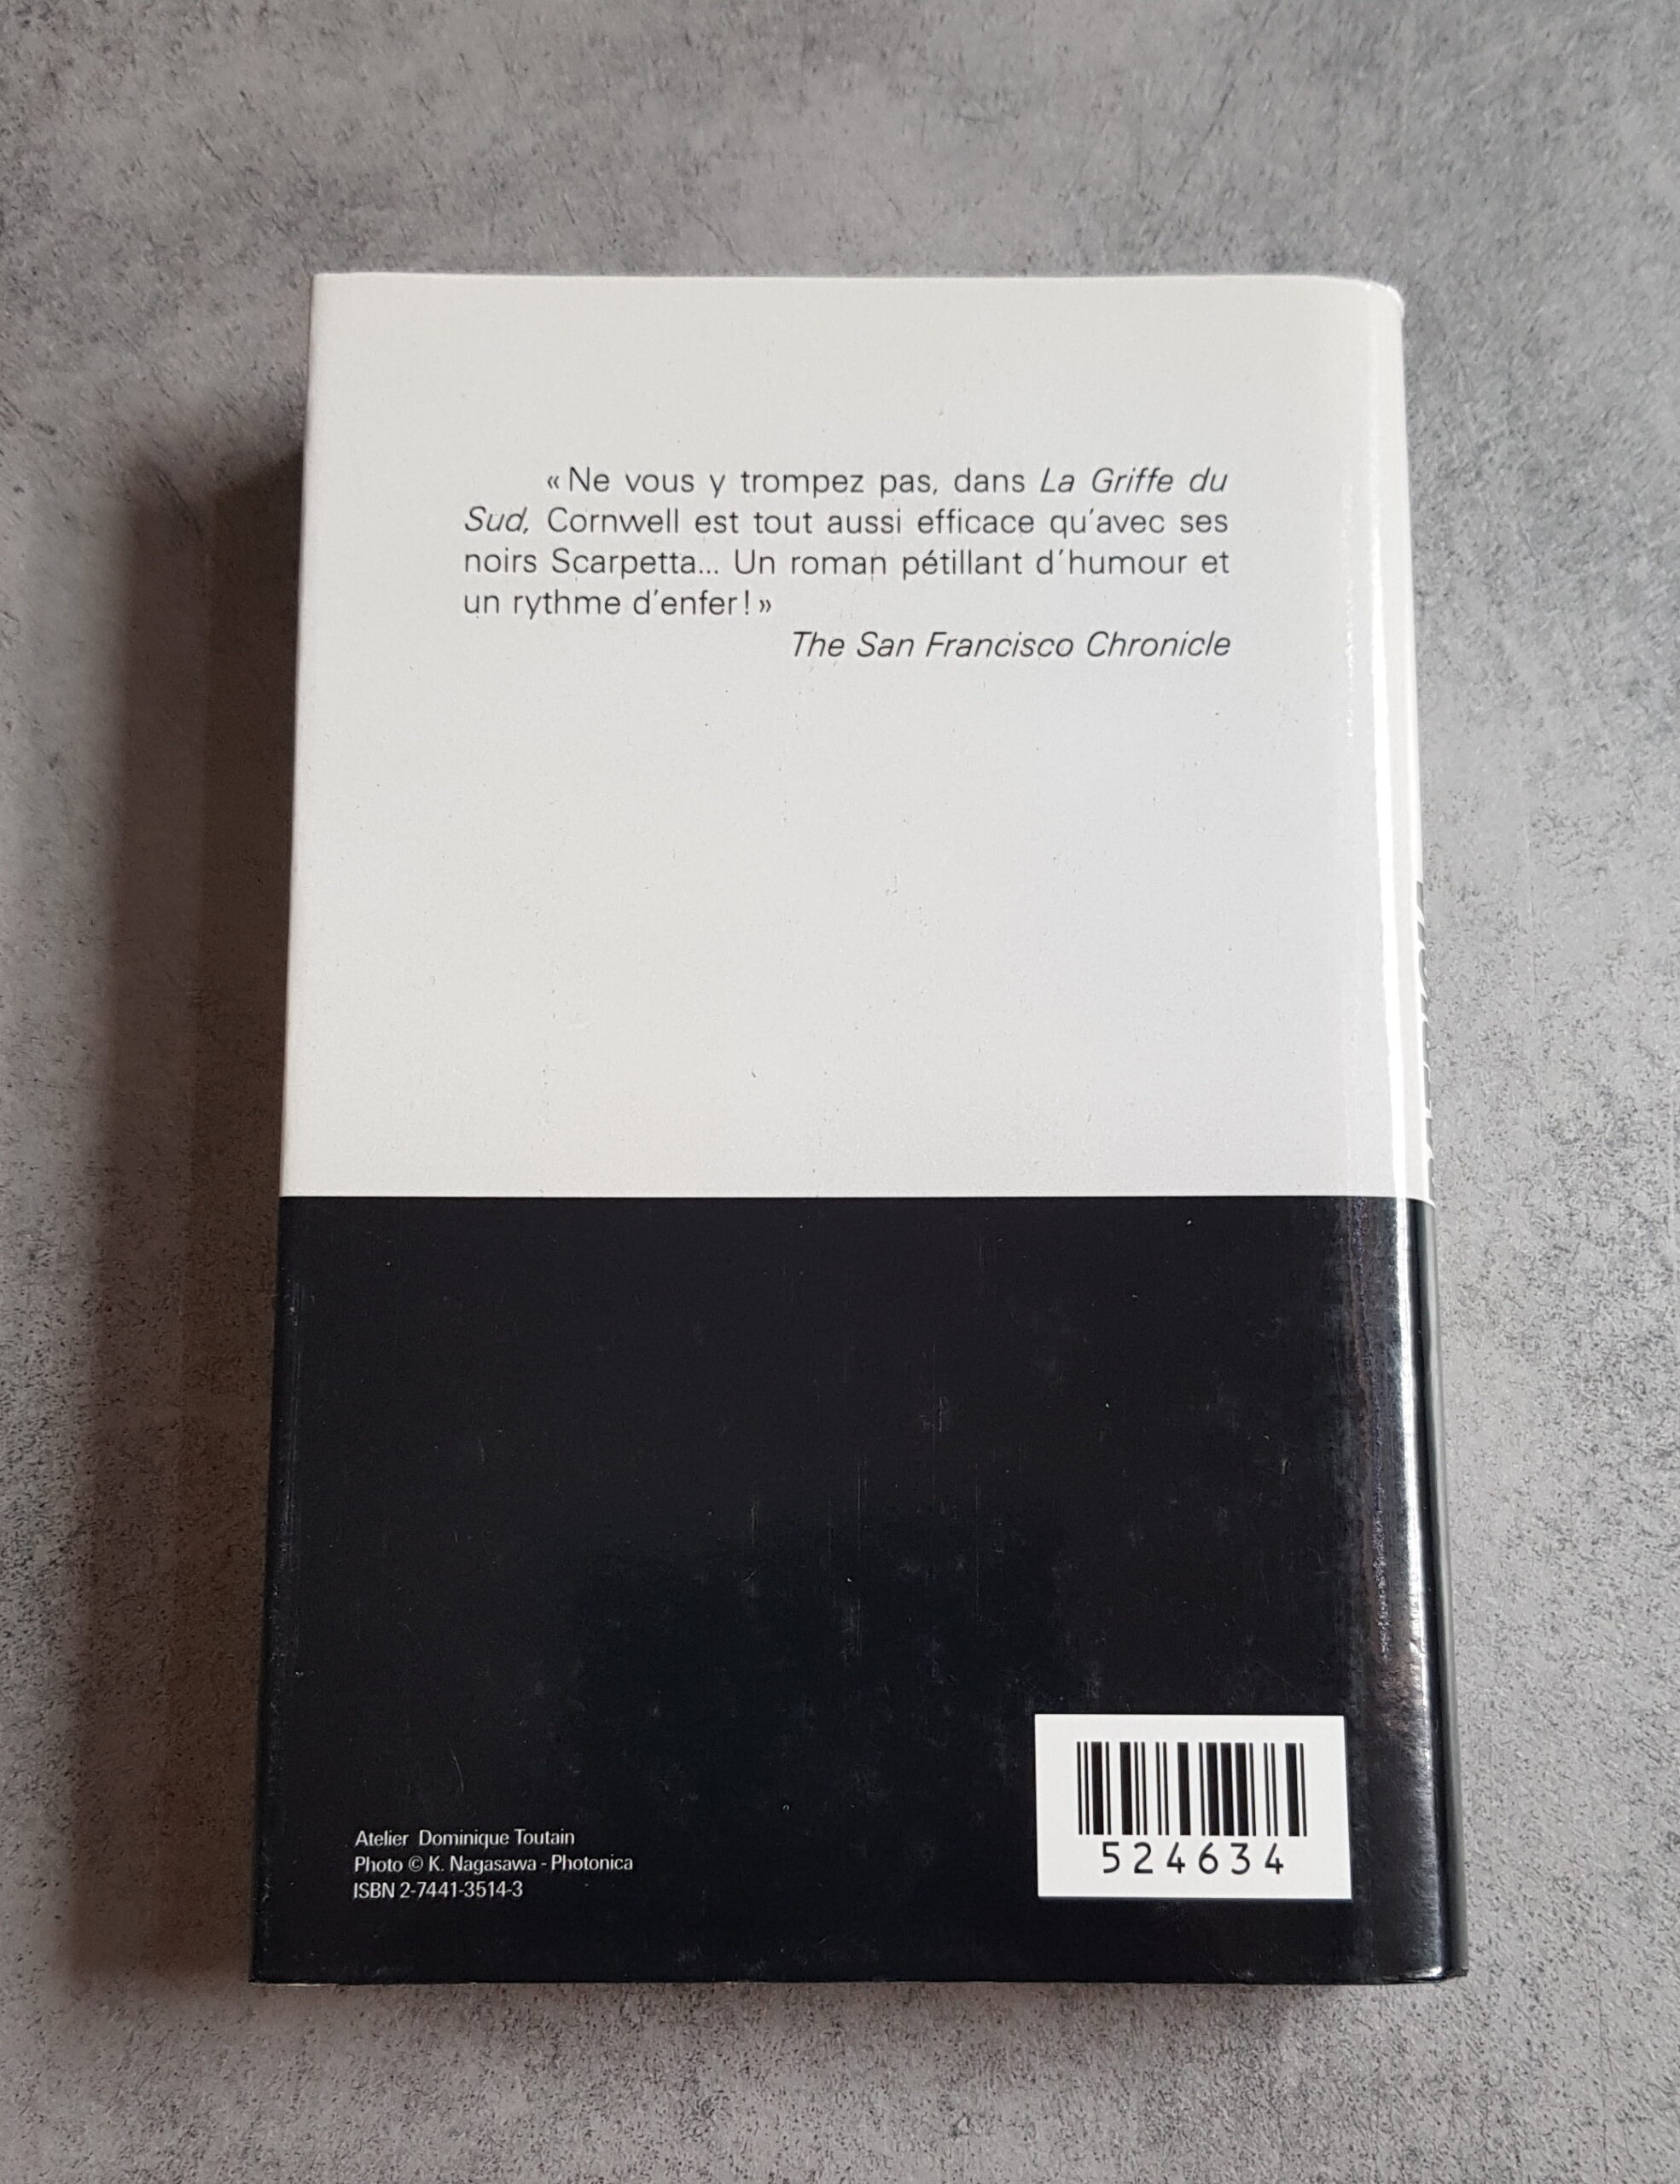 « Ne vous y trompez pas, dans La Griffe du
Sud, Cornwell est tout aussi efficace qu'avec ses
noirs Scarpetta... Un roman pétillant d'humour et
un rythme d'enfer ! »
The San Francisco Chronicle
Atelier Dominique Toutain
Photo © K. Nagasawa - Photonica
ISBN 2-7441-3514-3
524634